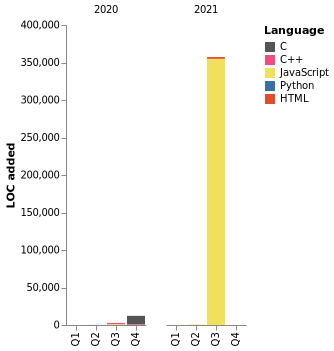 2020
2021
Language
C
C++
JavaScript
Python
HTML
LOC added
400,000
350,000
300,000
250,000
200,000
150,000
100,000
50,000
0
Q1
Q2
Q3
Q4
Q1
Q2
Q3
Q4